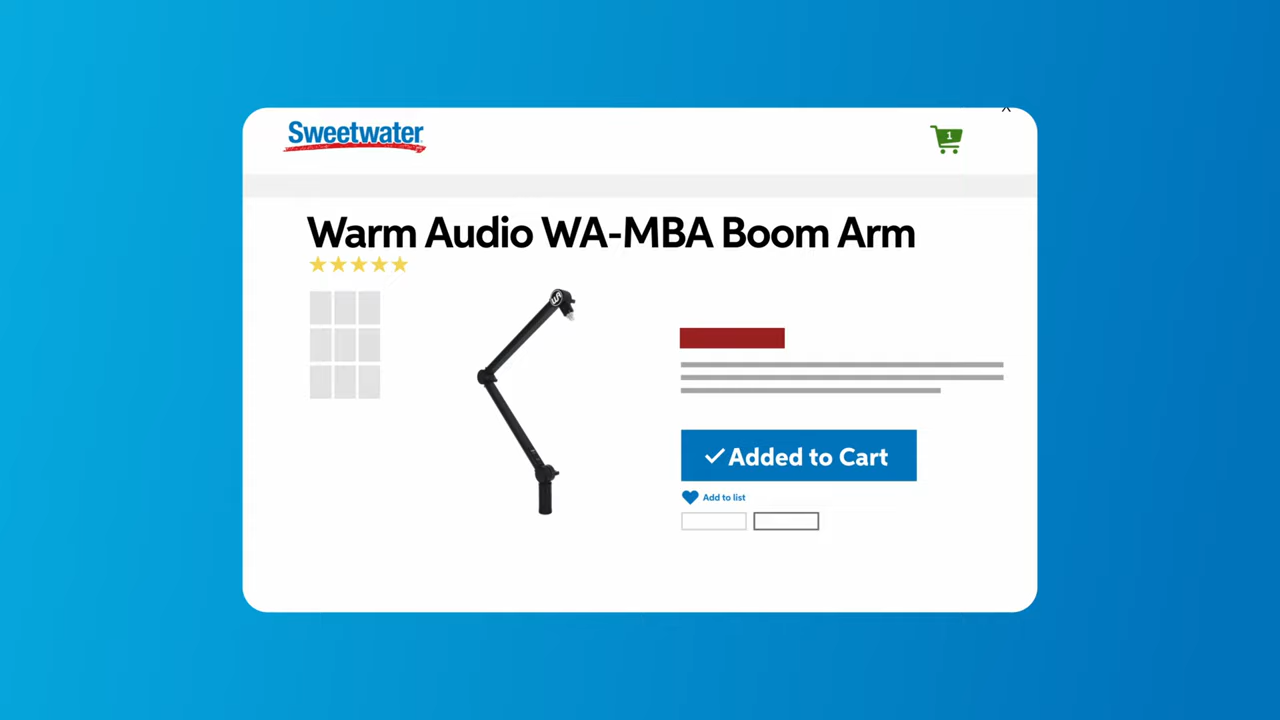 Sweetwater
1
Warm Audio WA-MBA Boom Arm
Added to Cart
Add to list